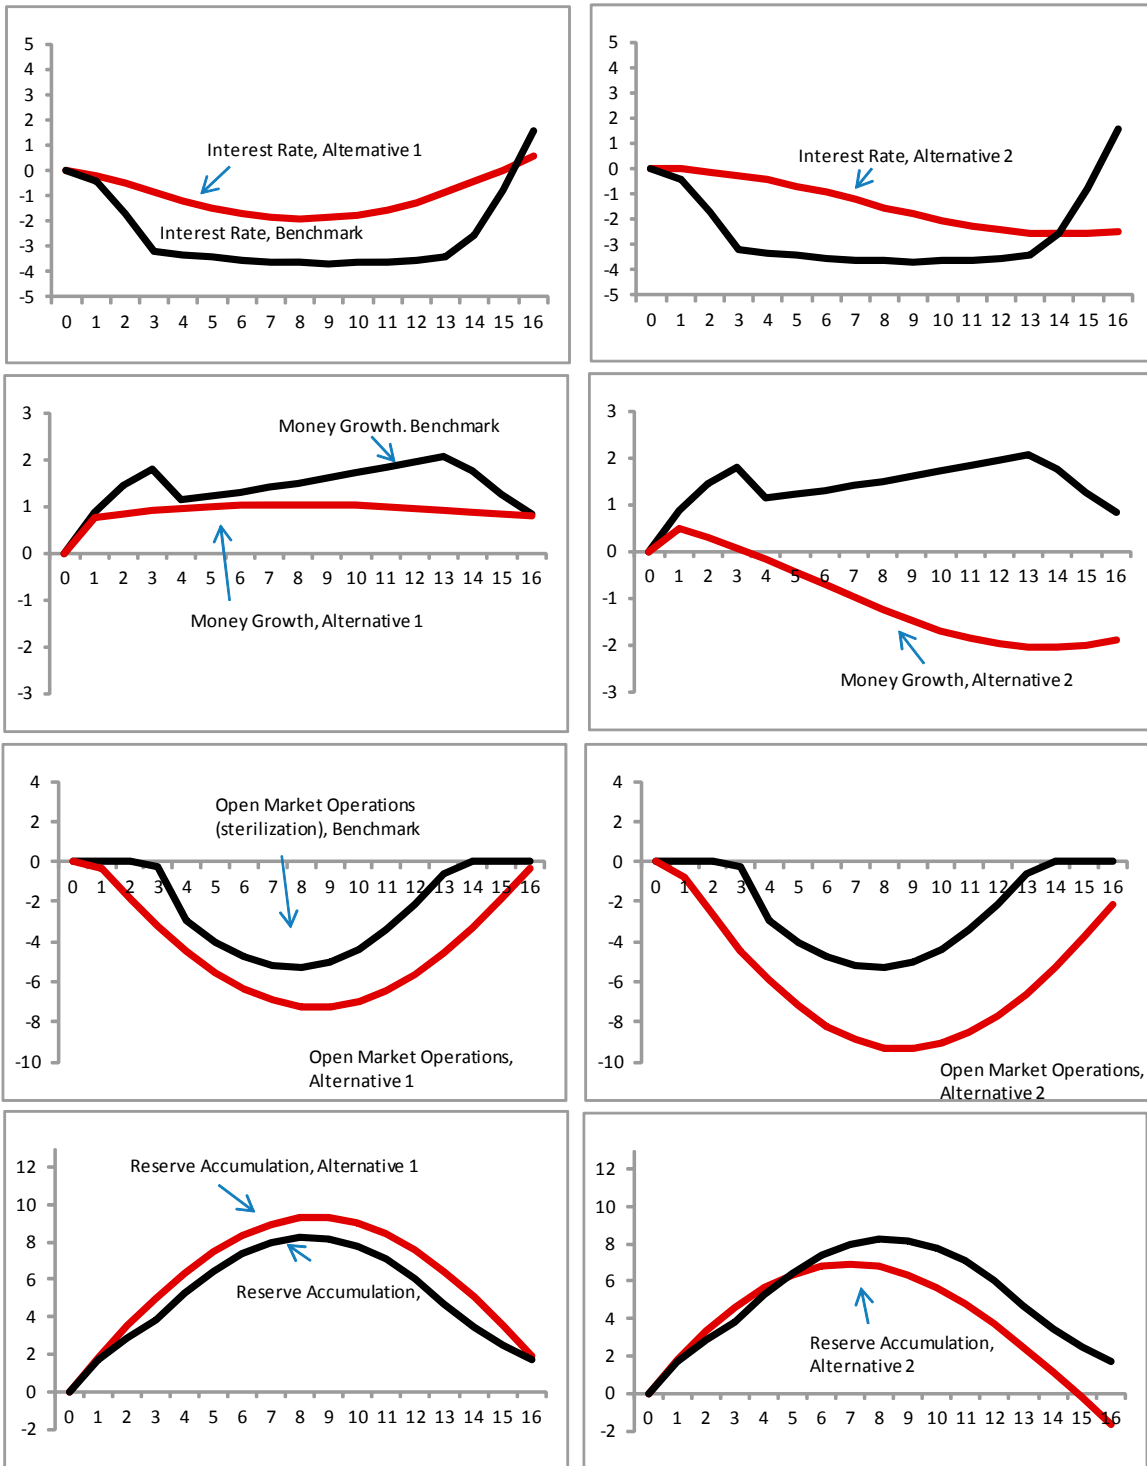 5
4
3
2
1
0
-1
-2
-3
-4
-5
Interest Rate, Alternative 1
Interest Rate, Benchmark
0 1 2 3 4 5 6 7 8 9 10 11 12 13 14 15 16
5
4
3
2
1
0
-1
-2
-3
-4
-5
Interest Rate, Alternative 2
0 1 2 3 4 5 6 7 8 9 10 11 12 13 14 15 16
3
2
1
0
-1
-2
-3
Money Growth. Benchmark
0 1 2 3 4 5 6 7 8 9 10 11 12 13 14 15 16
Money Growth, Alternative 1
3
2
1
0
-1
-2
-3
0 1 2 3 4 5 6 7 8 9 10 11 12 13 14 15 16
Money Growth, Alternative 2
4
2
0
-2
-4
-6
-8
-10
Open Market Operations
(sterilization), Benchmark
0 1 2 3 4 5 6 7 8 9 10 11 12 13 14 15 16
Open Market Operations,
Alternative 1
4
2
0
-2
-4
-6
-8
-10
0 1 2 3 4 5 6 7 8 9 10 11 12 13 14 15 16
Open Market Operations,
Alternative 2
12
10
8
6
4
2
0
-2
Reserve Accumulation, Alternative 1
Reserve Accumulation,
0 1 2 3 4 5 6 7 8 9 10 11 12 13 14 15 16
12
10
8
6
4
2
0
-2
Reserve Accumulation,
Alternative 2
0 1 2 3 4 5 6 7 8 9 10 11 12 13 14 15 16